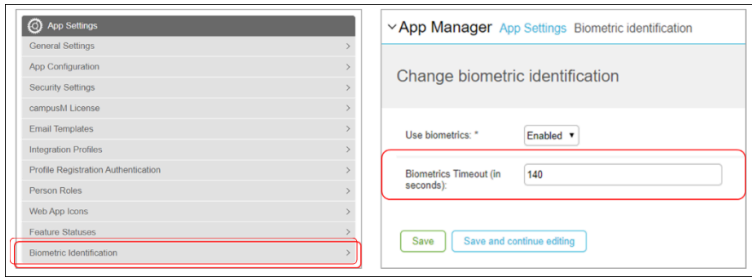 App Settings
General Settings
App Configuration
Security Settings
campusM License
Email Templates
Integration Profiles
Profile Registration Authentication
Person Roles
Web App Icons
Feature Statuses
Biometric Identification
App Manager App Settings Biometric identification
Change biometric identification
Use biometrics: * Enabled
Biometrics Timeout (in
seconds): 140
Save Save and continue editing